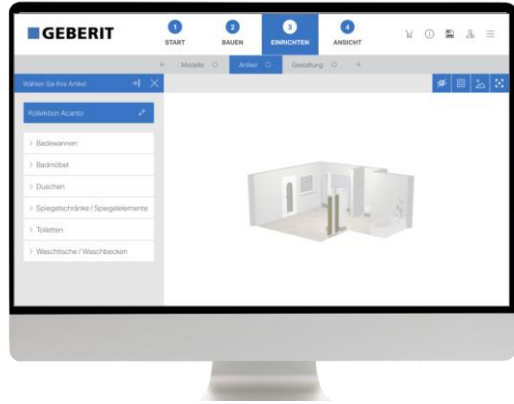 GEBERIT
1 2 3 4
START BAUEN EINRICHTEN ANSICHT
Modelle Artikel Gestaltung
Wählen Sie Ihre Artikel
Kollektion Acanto
Badewannen
Badmöbel
Duschen
Spiegelschränke / Spiegelelemente
Toiletten
Waschtische / Waschbecken